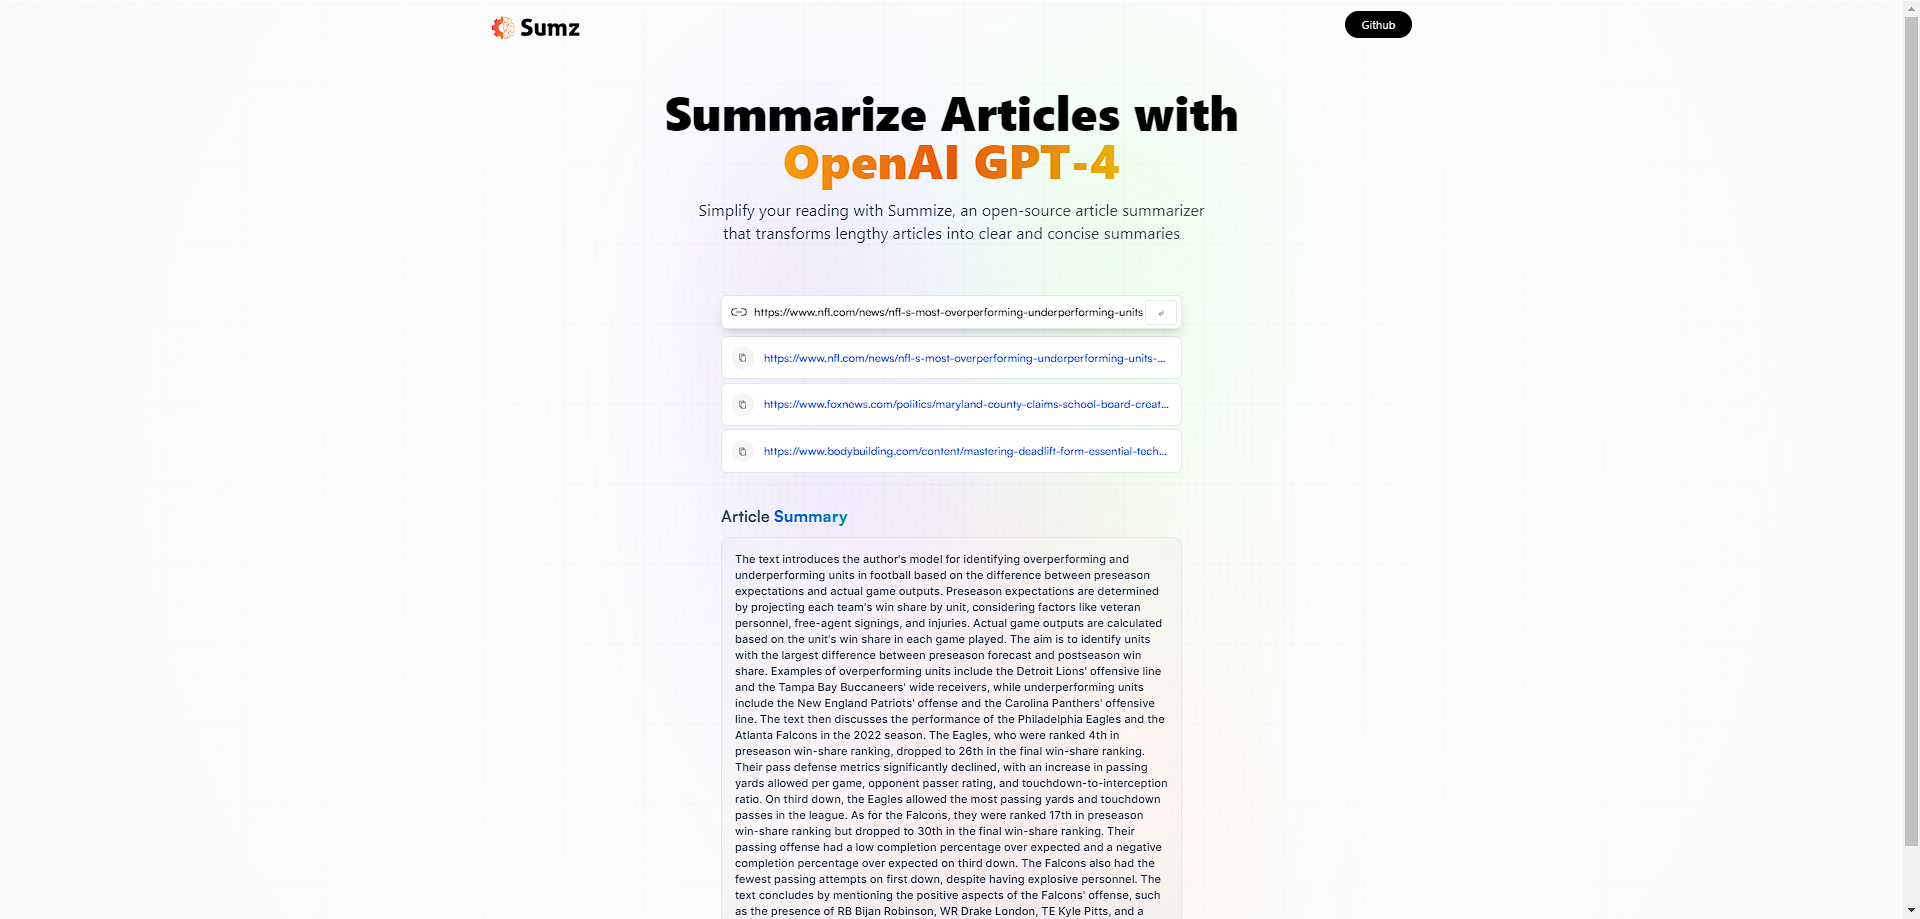 Sumz
Github
Summarize Articles with
OpenAI GPT-4
Simplify your reading with Summize, an open-source article summarizer
that transforms lengthy articles into clear and concise summaries
https://www.nfl.com/news/nfl-s-most-overperforming-underperforming-units
https://www.nfl.com/news/nfl-s-most-overperforming-underperforming-units-...
https://www.foxnews.com/politics/maryland-county-claims-school-board-creat...
https://www.bodybuilding.com/content/mastering-deadlift-form-essential-tech...
Article Summary
The text introduces the author's model for identifying overperforming and
underperforming units in football based on the difference between preseason
expectations and actual game outputs. Preseason expectations are determined
by projecting each team's win share by unit, considering factors like veteran
personnel, free-agent signings, and injuries. Actual game outputs are calculated
based on the unit's win share in each game played. The aim is to identify units
with the largest difference between preseason forecast and postseason win
share. Examples of overperforming units include the Detroit Lions' offensive line
and the Tampa Bay Buccaneers' wide receivers, while underperforming units
include the New England Patriots' offense and the Carolina Panthers' offensive
line. The text then discusses the performance of the Philadelphia Eagles and the
Atlanta Falcons in the 2022 season. The Eagles, who were ranked 4th in
preseason win-share ranking, dropped to 26th in the final win-share ranking.
Their pass defense metrics significantly declined, with an increase in passing
yards allowed per game, opponent passer rating, and touchdown-to-interception
ratio. On third down, the Eagles allowed the most passing yards and touchdown
passes in the league. As for the Falcons, they were ranked 17th in preseason
win-share ranking but dropped to 30th in the final win-share ranking. Their
passing offense had a low completion percentage over expected and a negative
completion percentage over expected on third down. The Falcons also had the
fewest passing attempts on first down, despite having explosive personnel. The
text concludes by mentioning the positive aspects of the Falcons' offense, such
as the presence of RB Bijan Robinson, WR Drake London, TE Kyle Pitts, and a